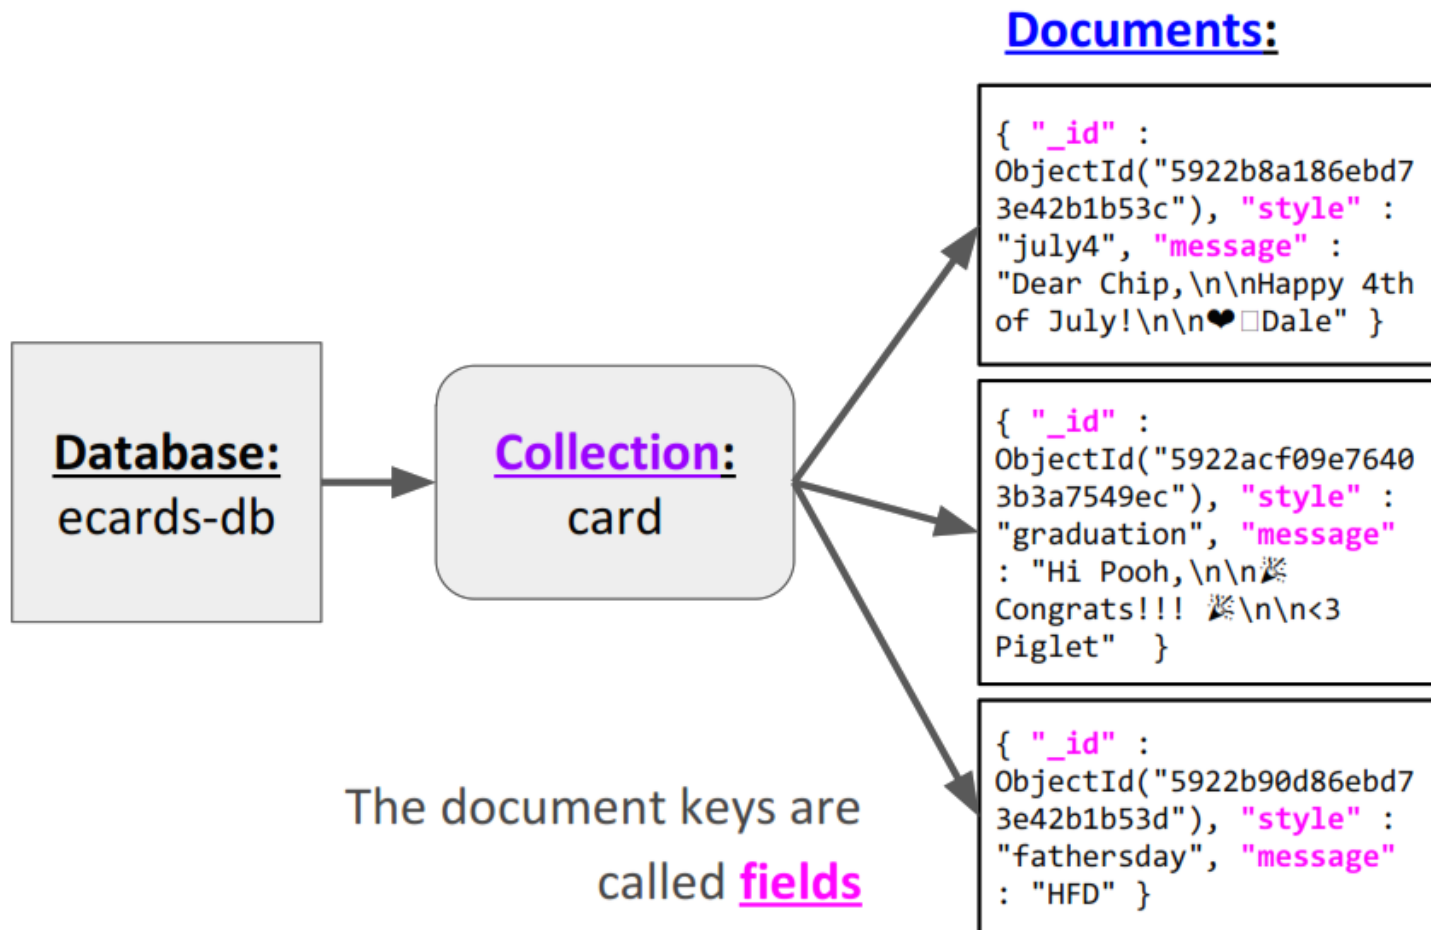 Documents:
{ "_id" :
ObjectId("5922b8a186ebd7
3e42b1b53c"), "style" :
"july4", "message" :
"Dear Chip,\n\nHappy 4th
of July!\n\n❤□Dale" }
Database:
ecards-db
Collection:
card
{ "_id" :
ObjectId("5922acf09e7640
3b3a7549ec"), "style" :
"graduation", "message"
: "Hi Pooh,\n\n🎉
Congrats!!! 🎉\n\n<3
Piglet"  }
{ "_id" :
ObjectId("5922b90d86ebd7
3e42b1b53d"), "style" :
"fathersday", "message"
: "HFD" }
The document keys are
called fields